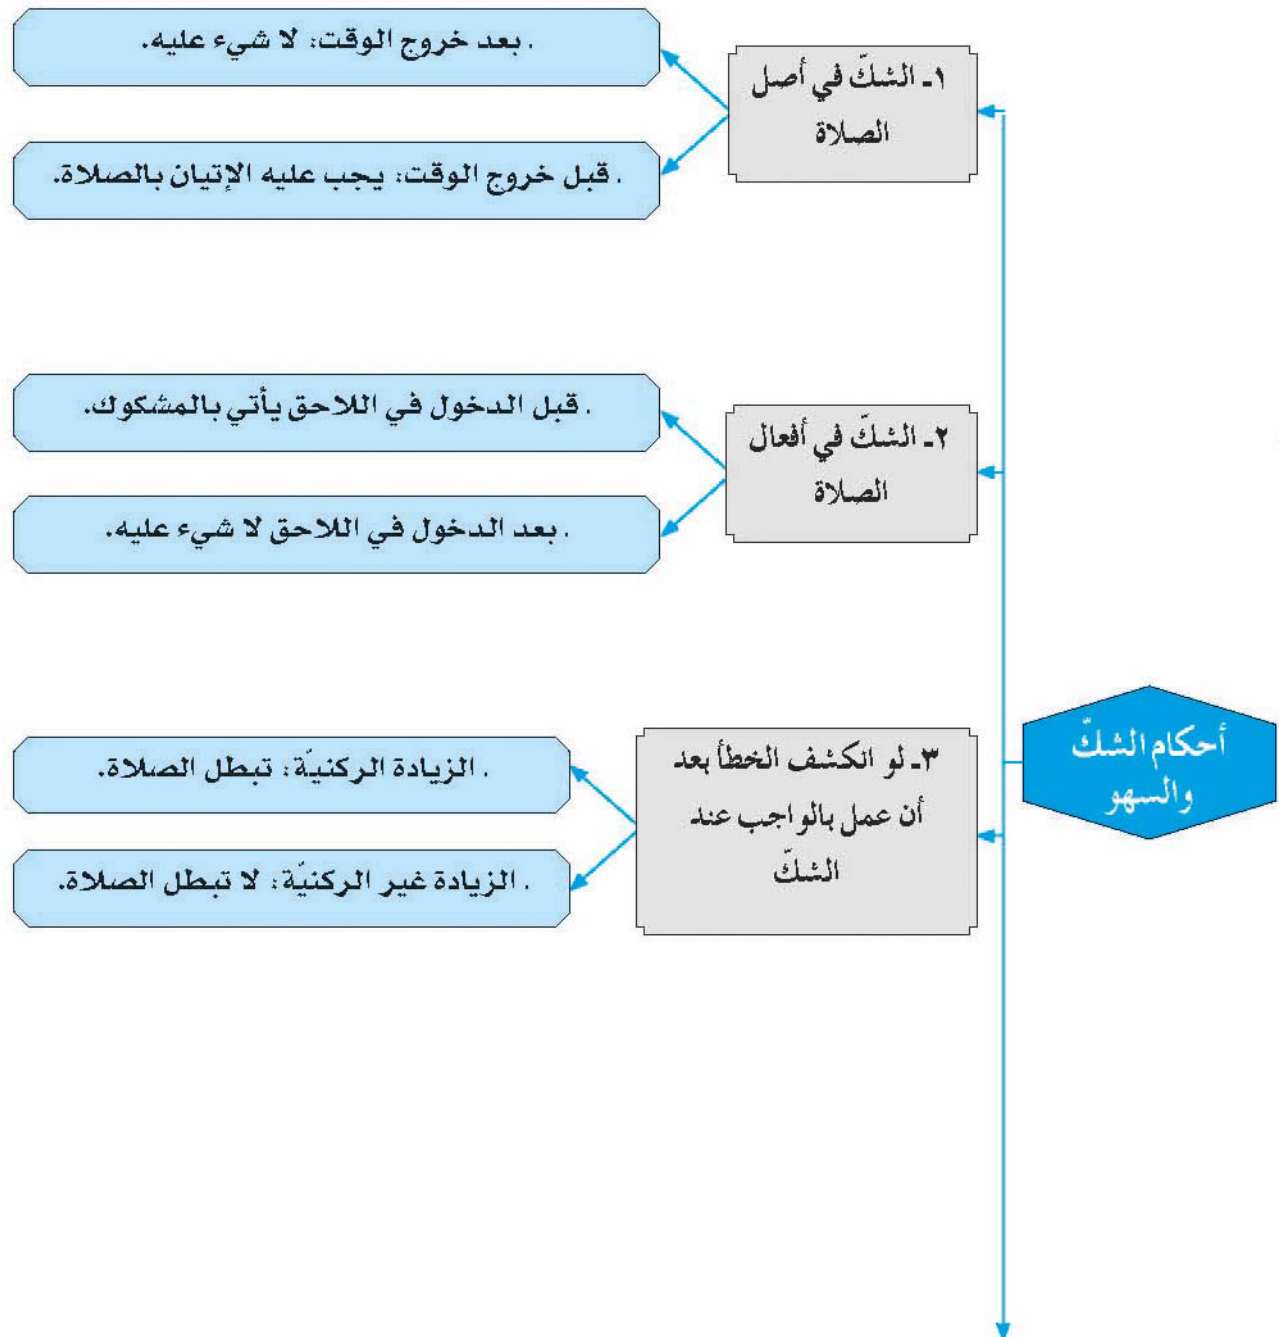 أحكام الشكّ
والسهو
١ـ الشكّ في أصل
الصلاة
. بعد خروج الوقت: لا شيء عليه.
. قبل خروج الوقت: يجب عليه الإتيان بالصلاة.
٢ـ الشكّ في أفعال
الصلاة
. قبل الدخول في اللاحق يأتي بالمشكوك.
. بعد الدخول في اللاحق لا شيء عليه.
٣ـ لو انكشف الخطأ بعد
أن عمل بالواجب عند
الشكّ
. الزيادة الركنيّة: تبطل الصلاة.
. الزيادة غير الركنيّة: لا تبطل الصلاة.